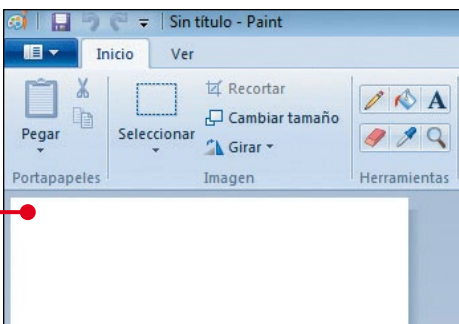 Sin título - Paint
Inicio Ver
Recortar
Cambiar tamaño
Pegar Seleccionar Girar
A
Portapapeles Imagen Herramientas